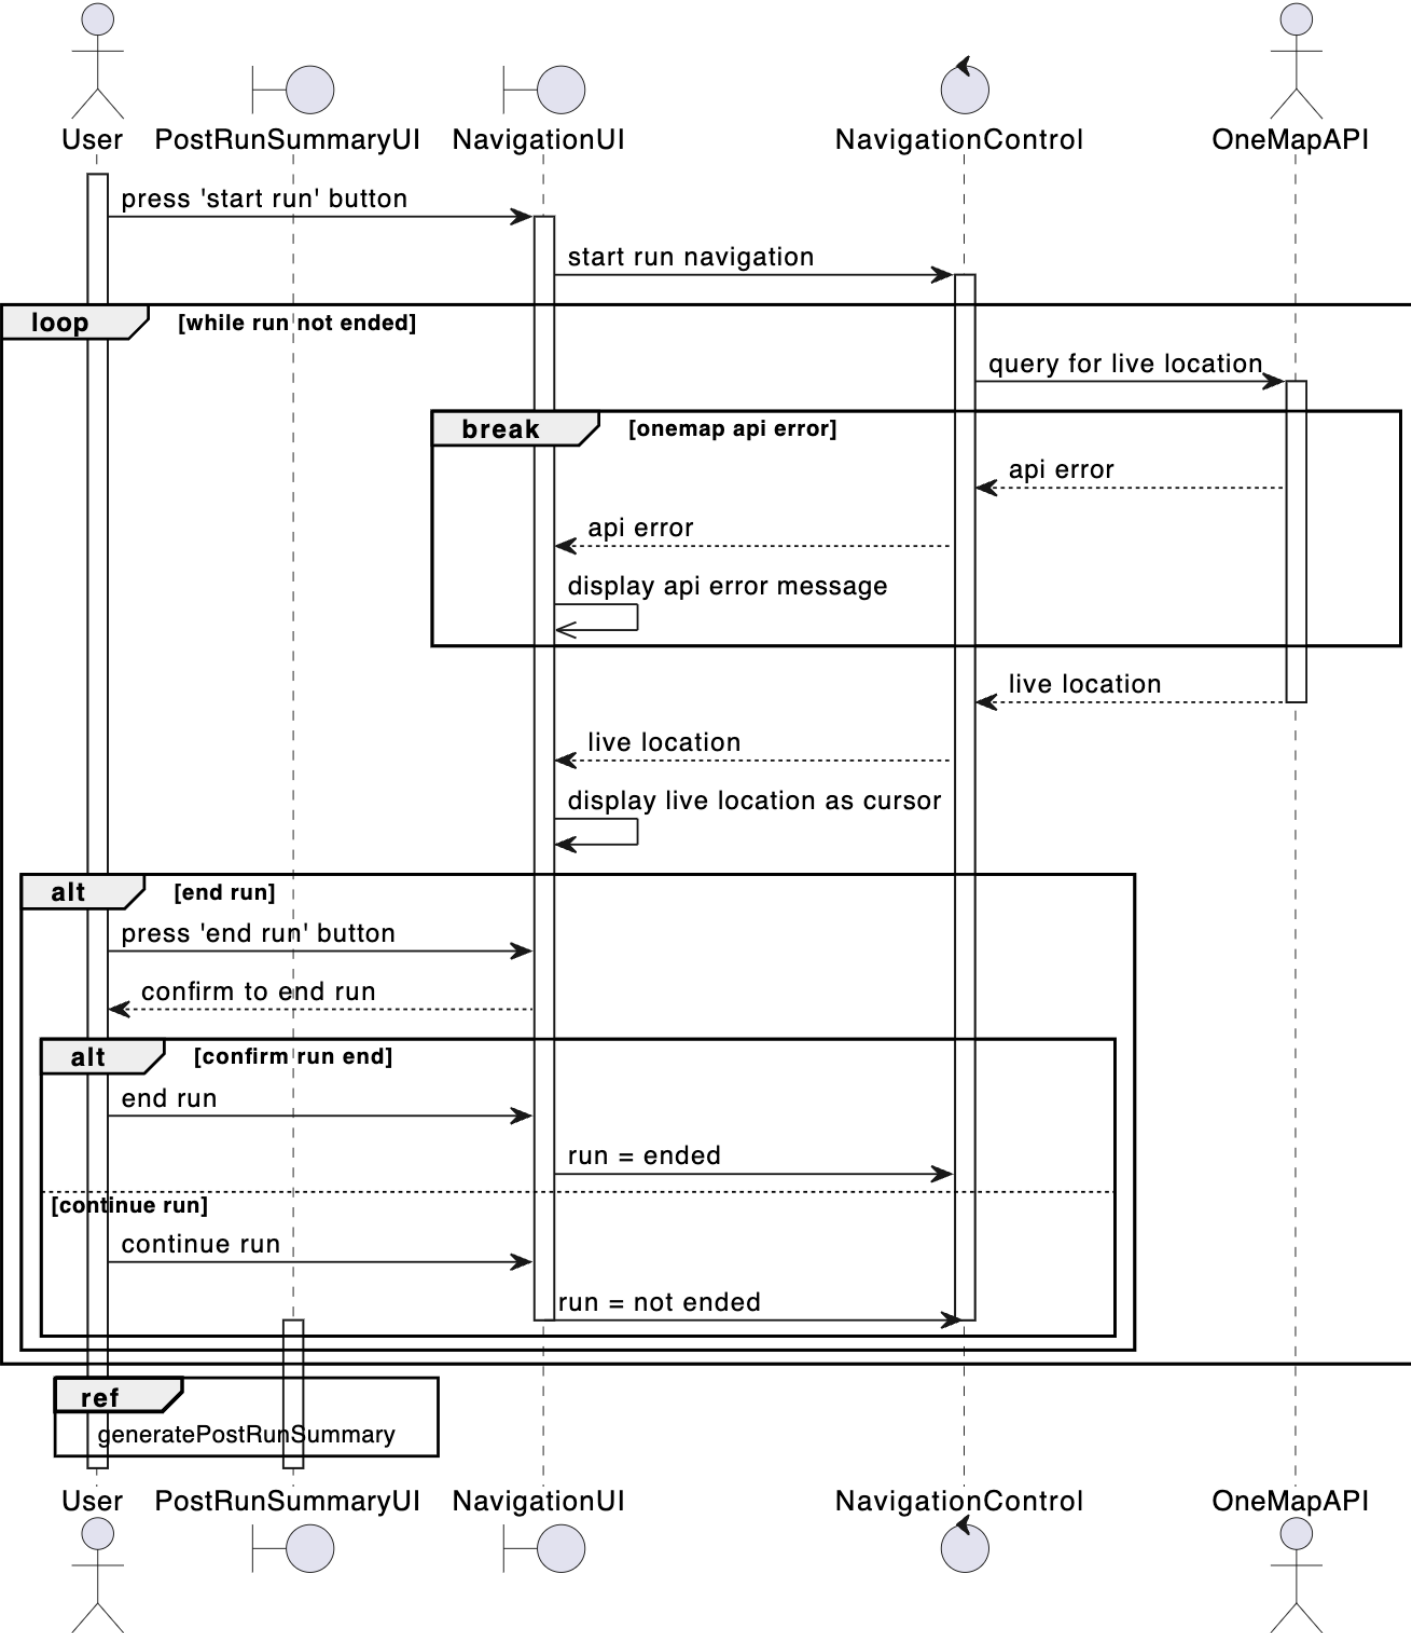 User PostRunSummaryUI NavigationUI NavigationControl OneMapAPI
press 'start run' button
start run navigation
loop [while run not ended]
query for live location
break [onemap api error]
api error
api error
display api error message
live location
live location
display live location as cursor
alt [end run]
press 'end run' button
confirm to end run
alt [confirm run end]
end run
run = ended
[continue run]
continue run
run = not ended
ref
generatePostRunSummary
User PostRunSummaryUI NavigationUI NavigationControl OneMapAPI